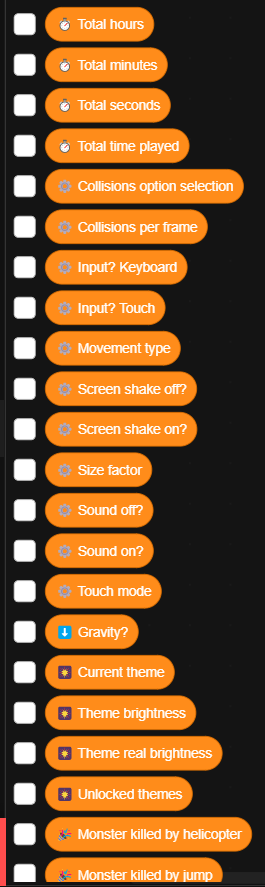 Total hours
Total minutes
Total seconds
Total time played
Collisions option selection
Collisions per frame
Input? Keyboard
Input? Touch
Movement type
Screen shake off?
Screen shake on?
Size factor
Sound off?
Sound on?
Touch mode
Gravity?
Current theme
Theme brightness
Theme real brightness
Unlocked themes
Monster killed by helicopter
Monster killed by jump